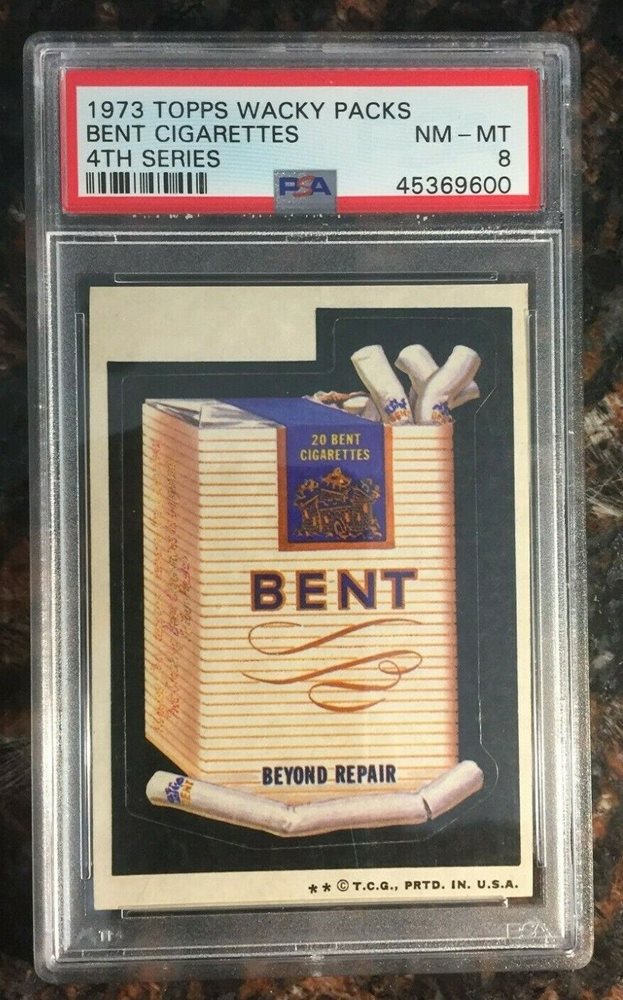 1973 TOPPS WACKY PACKS
BENT CIGARETTES NM – MT
4TH SERIES 8
PSA 45369600
20 BENT
CIGARETTES
BENT
BEYOND REPAIR
** © T.C.G., PRTD. IN. U.S.A.